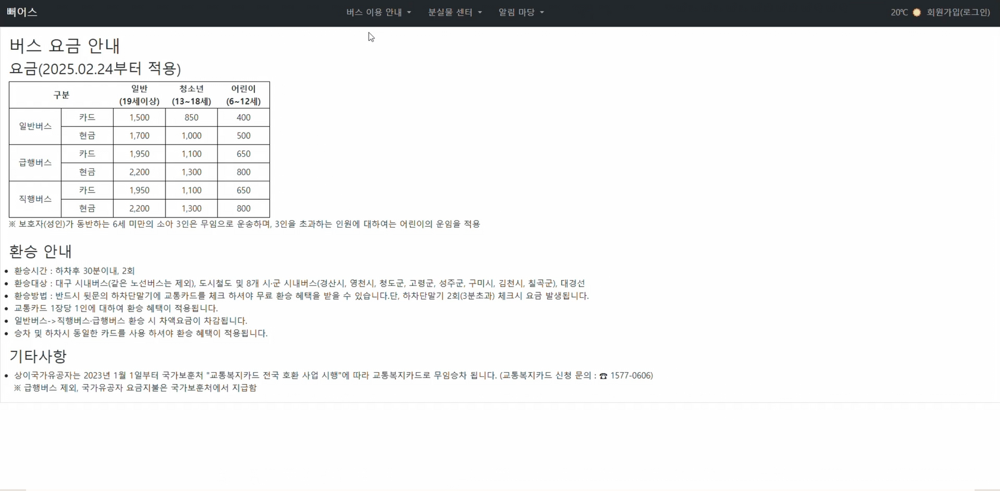 뻐어스
버스 이용 안내 분실물 센터 알림 마당
20℃ 회원가입(로그인)
버스 요금 안내
요금(2025.02.24부터 적용)
구분 일반 (19세이상) 청소년 (13~18세) 어린이 (6~12세)
일반버스 카드 1,500 850 400
현금 1,700 1,000 500
급행버스 카드 1,950 1,100 650
현금 2,200 1,300 800
직행버스 카드 1,950 1,100 650
현금 2,200 1,300 800
※ 보호자(성인)가 동반하는 6세 미만의 소아 3인은 무임으로 운송하며, 3인을 초과하는 인원에 대하여는 어린이의 운임을 적용
환승 안내
• 환승시간 : 하차후 30분이내, 2회
• 환승대상 : 대구 시내버스(같은 노선버스는 제외), 도시철도 및 8개 시·군 시내버스(경산시, 영천시, 청도군, 고령군, 성주군, 구미시, 김천시, 칠곡군), 대경선
• 환승방법 : 반드시 뒷문의 하차단말기에 교통카드를 체크 하셔야 무료 환승 혜택을 받을 수 있습니다.단, 하차단말기 2회(3분초과) 체크시 요금 발생됩니다.
• 교통카드 1장당 1인에 대하여 환승 혜택이 적용됩니다.
• 일반버스->직행버스·급행버스 환승 시 차액요금이 차감됩니다.
• 승차 및 하차시 동일한 카드를 사용 하셔야 환승 혜택이 적용됩니다.
기타사항
• 상이국가유공자는 2023년 1월 1일부터 국가보훈처 "교통복지카드 전국 호환 사업 시행"에 따라 교통복지카드로 무임승차 됩니다. (교통복지카드 신청 문의 : ☎ 1577-0606)
※ 급행버스 제외, 국가유공자 요금지불은 국가보훈처에서 지급함